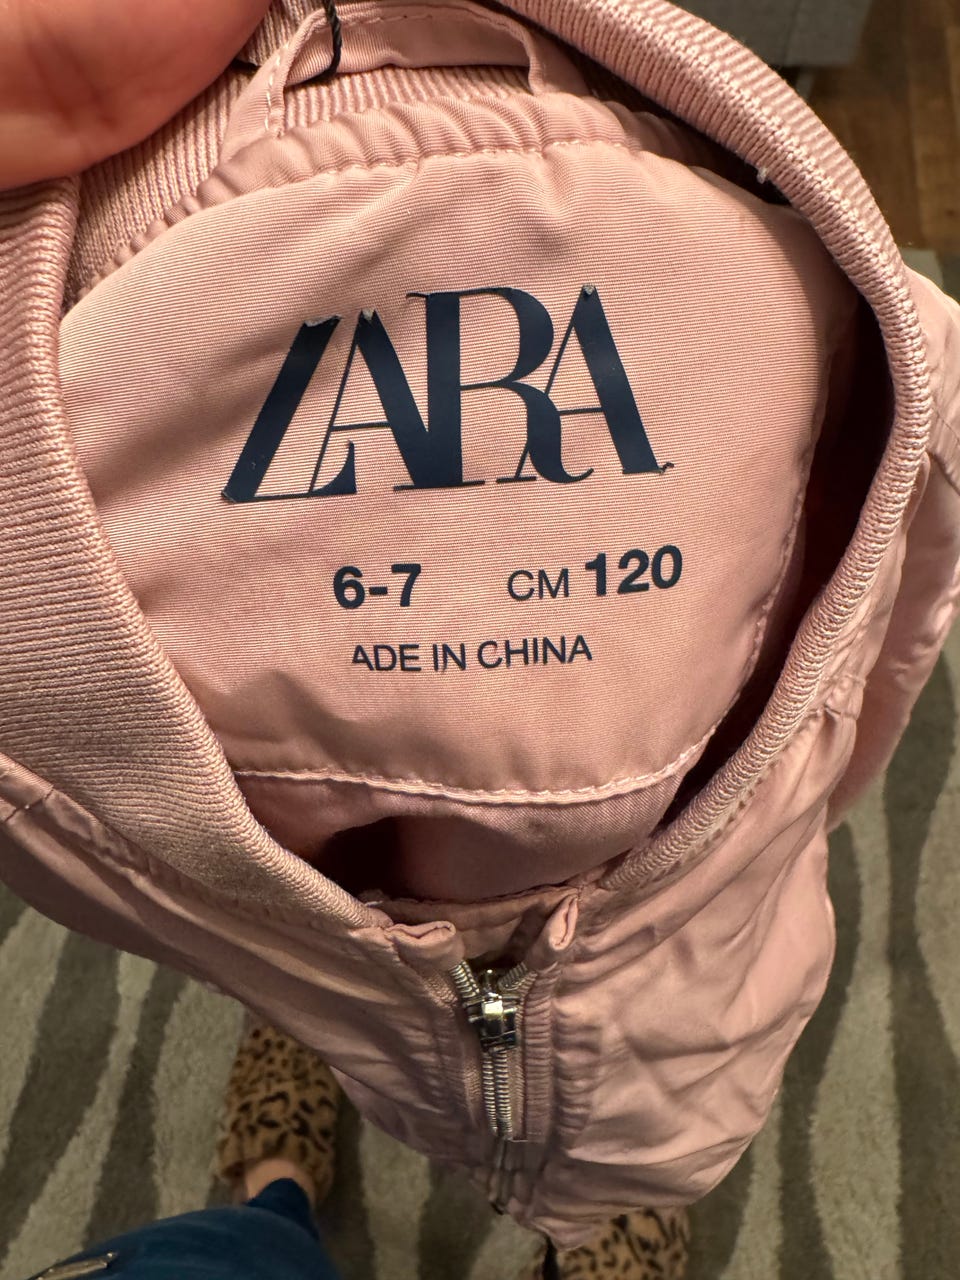 ZARA
6-7 CM 120
ADE IN CHINA